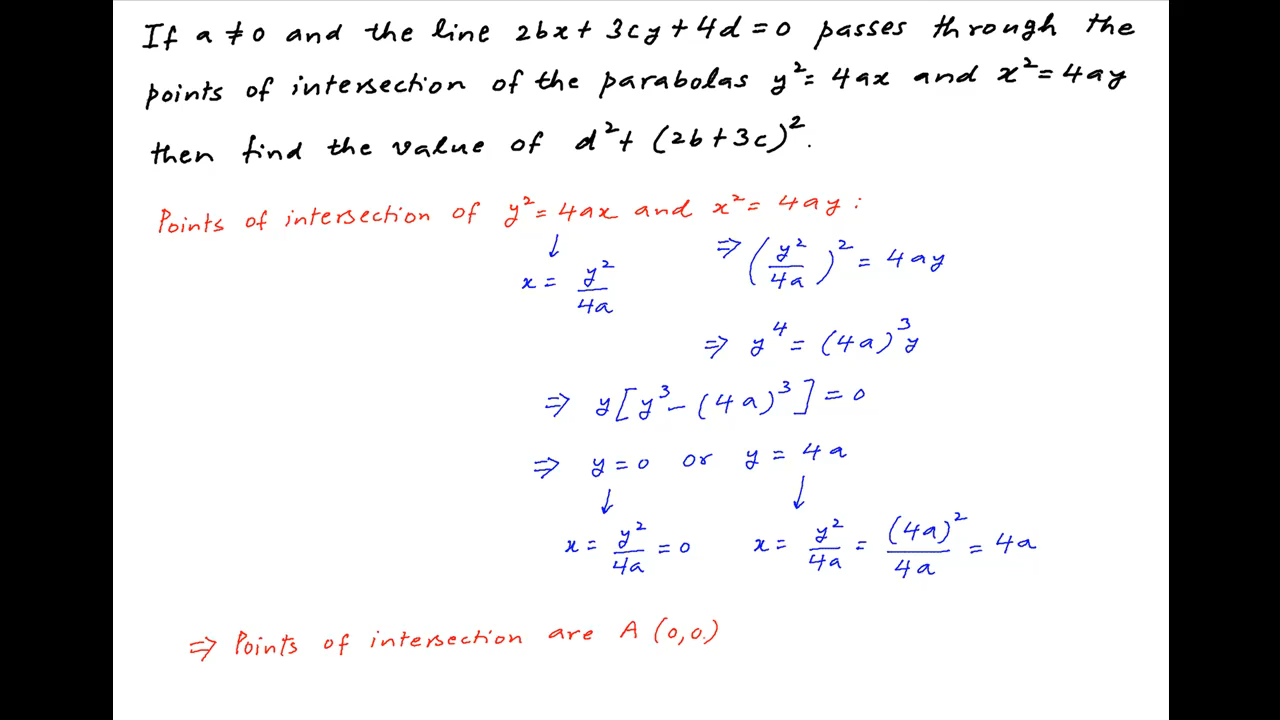 If a ≠ 0 and the line 2bx + 3cy + 4d = 0 passes through the
points of intersection of the parabolas y² = 4ax and x² = 4ay
then find the value of d² + (2b + 3c)².
Points of intersection of y² = 4ax and x² = 4ay :
↓ ⇒ (y²/4a)² = 4ay
x = y²/4a
⇒ y⁴ = (4a)³y
⇒ y[y³ - (4a)³] = 0
⇒ y = 0 or y = 4a
↓ ↓
x = y²/4a = 0 x = y²/4a = (4a)²/4a = 4a
⇒ Points of intersection are A (0,0)